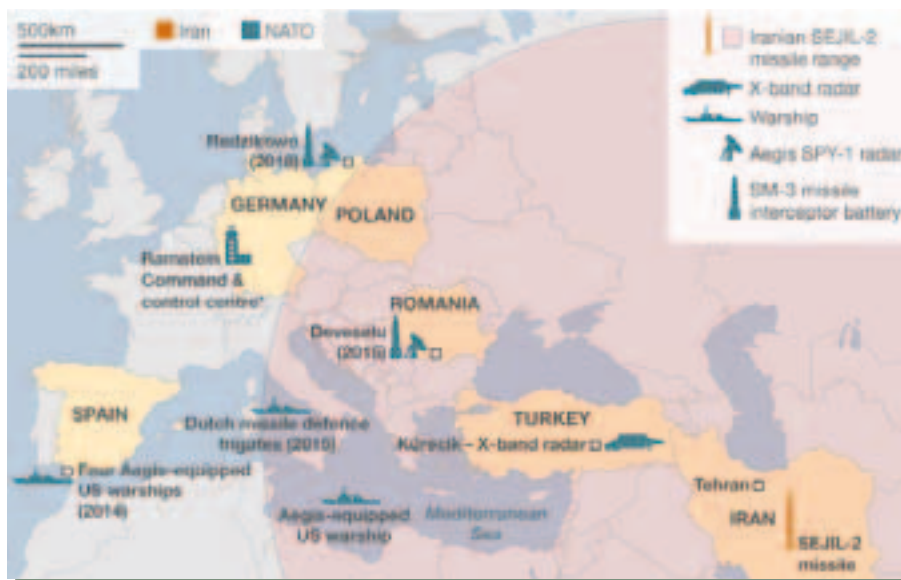 500km
200 miles
Iran
NATO
Iranian SEJIL-2
missile range
X-band radar
Warship
Aegis SPY-1 radar
SM-3 missile
interceptor battery
Redzikowo
(2018)
GERMANY
POLAND
Ramstein
Command &
control centre*
ROMANIA
Deveselu
(2015)
SPAIN
Dutch missile defence
frigates (2015)
TURKEY
Kürecik – X-band radar
Four Aegis-equipped
US warships
(2014)
Aegis-equipped
US warship
Mediterranean
Sea
Tehran
IRAN
SEJIL-2
missile